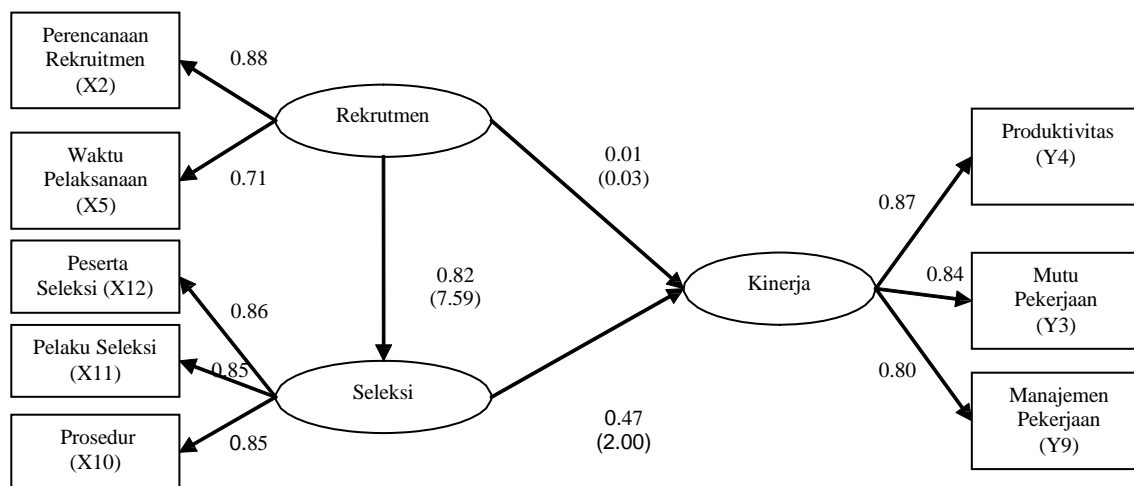 Perencanaan
Rekruitmen
(X2)
0.88
Rekrutmen
Waktu
Pelaksanaan
(X5)
0.71
0.01
(0.03)
Produktivitas
(Y4)
0.87
Peserta
Seleksi (X12)
0.86
0.82
(7.59)
Kinerja
0.84
Mutu
Pekerjaan
(Y3)
Pelaku Seleksi
(X11)
0.85
Seleksi
0.80
Manajemen
Pekerjaan
(Y9)
Prosedur
(X10)
0.85
0.47
(2.00)